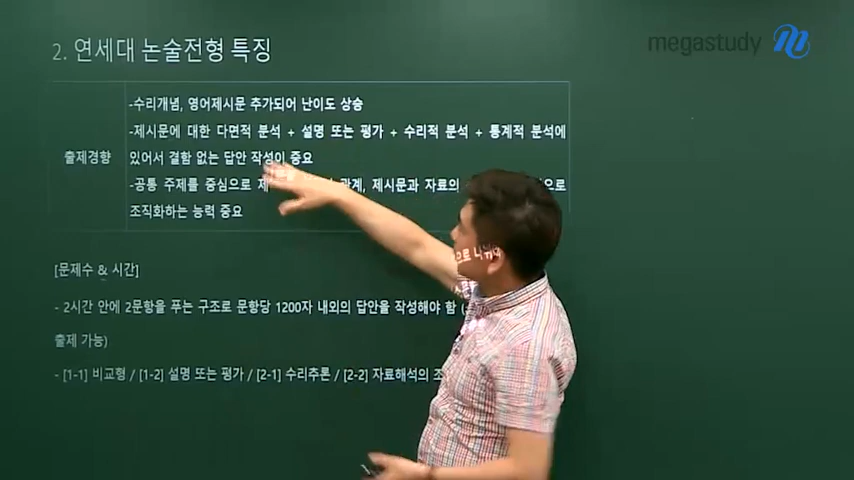 2. 연세대 논술전형 특징
megastudy
-수리개념, 영어제시문 추가되어 난이도 상승
-제시문에 대한 다면적 분석 + 설명 또는 평가 + 수리적 분석 + 통계적 분석에
출제경향
있어서 결함 없는 답안 작성이 중요
-공통 주제를 중심으로 관계, 제시문과 자료의 으로
조직화하는 능력 중요
[문제수 & 시간]
- 2시간 안에 2문항을 푸는 구조로 문항당 1200자 내외의 답안을 작성해야 함
출제 가능)
- [1-1] 비교형 / [1-2] 설명 또는 평가 / [2-1] 수리추론 / [2-2] 자료해석의